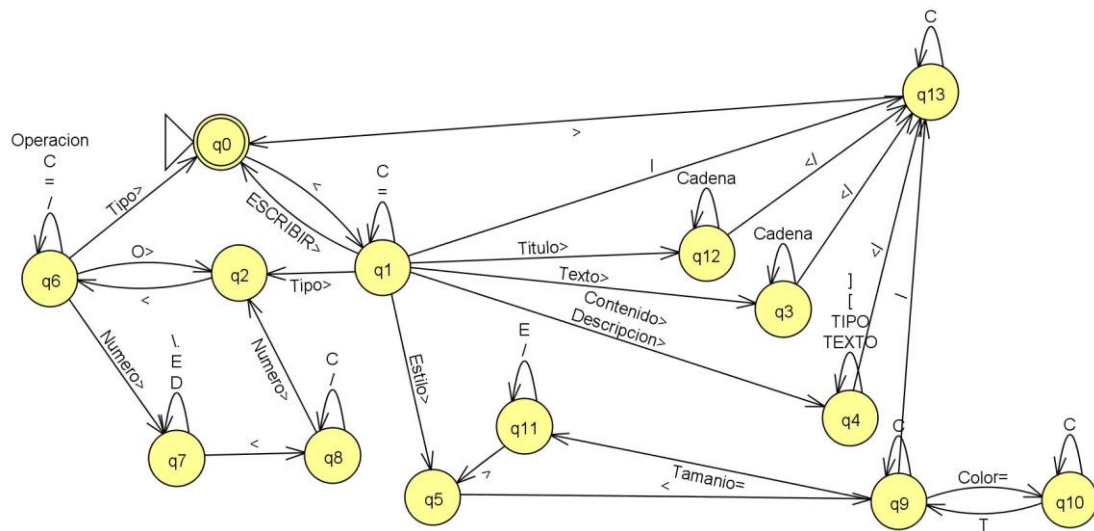 C
q13
Operacion
C
=
/
q0
>
Tipo>
<
ESCRIBIR>
C
=
/
</
Cadena
</
q12
Titulo>
O>
q6
q2
q1
<
Tipo>
Texto>
Cadena
q3
</
Contenido>
Descripcion>
]
[
TIPO
TEXTO
/
Numero>
\.
E
D
Numero>
C
/
Estilo>
E
/
q4
q11
C
C
q7
<
q8
>
Tamanio=
Color=
q5
<
q9
q10
T